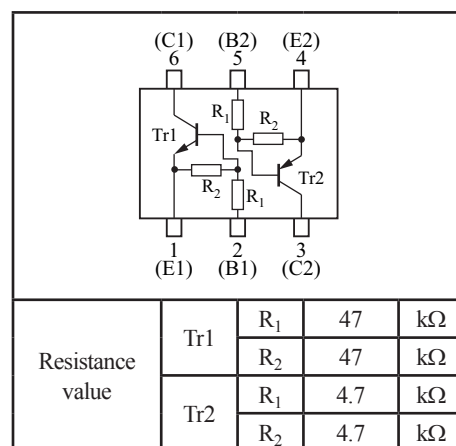 (C1) (B2) (E2)
6 5 4
R1
R2
Tr1
Tr2
R2
R1
1 2 3
(E1) (B1) (C2)
Resistance value
Tr1 R1 47 kΩ
R2 47 kΩ
Tr2 R1 4.7 kΩ
R2 4.7 kΩ